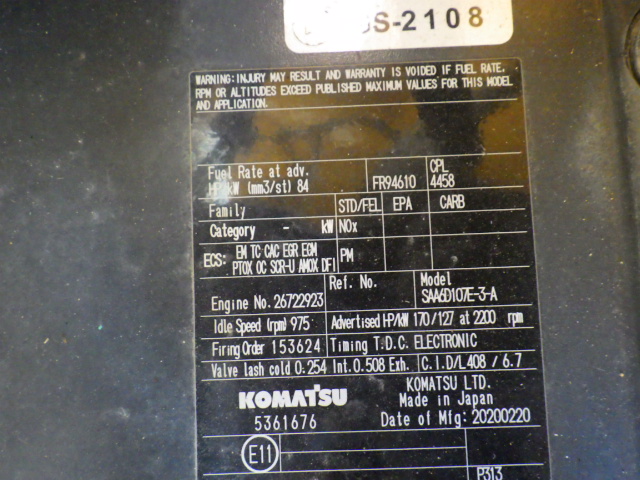 S-2108
WARNING: INJURY MAY RESULT AND WARRANTY IS VOIDED IF FUEL RATE,
RPM OR ALTITUDES EXCEED PUBLISHED MAXIMUM VALUES FOR THIS MODEL
AND APPLICATION.
Fuel Rate at adv. CPL
HP/kW (mm3/st) 84 FR94610 4458
Family STD/FEL EPA CARB
Category - kW NOx
ECS: EM TC CAC EGR ECM PM
PTOX OC SCR-U AMOX DFI
Ref. No. Model
Engine No. 26722923 SAA6D107E-3-A
Idle Speed (rpm) 975 Advertised HP/kW 170/127 at 2200 rpm
Firing Order 153624 Timing T.D.C. ELECTRONIC
Valve lash cold 0.254 Int. 0.508 Exh. C.I.D/L 408 / 6.7
KOMATSU KOMATSU LTD.
Made in Japan
5361676 Date of Mfg: 20200220
E11
P313